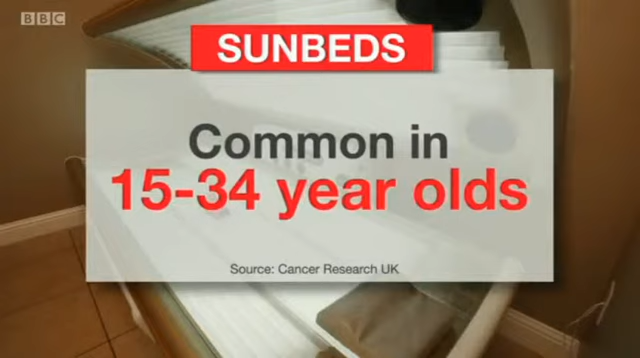 BBC
SUNBEDS
Common in
15-34 year olds
Source: Cancer Research UK